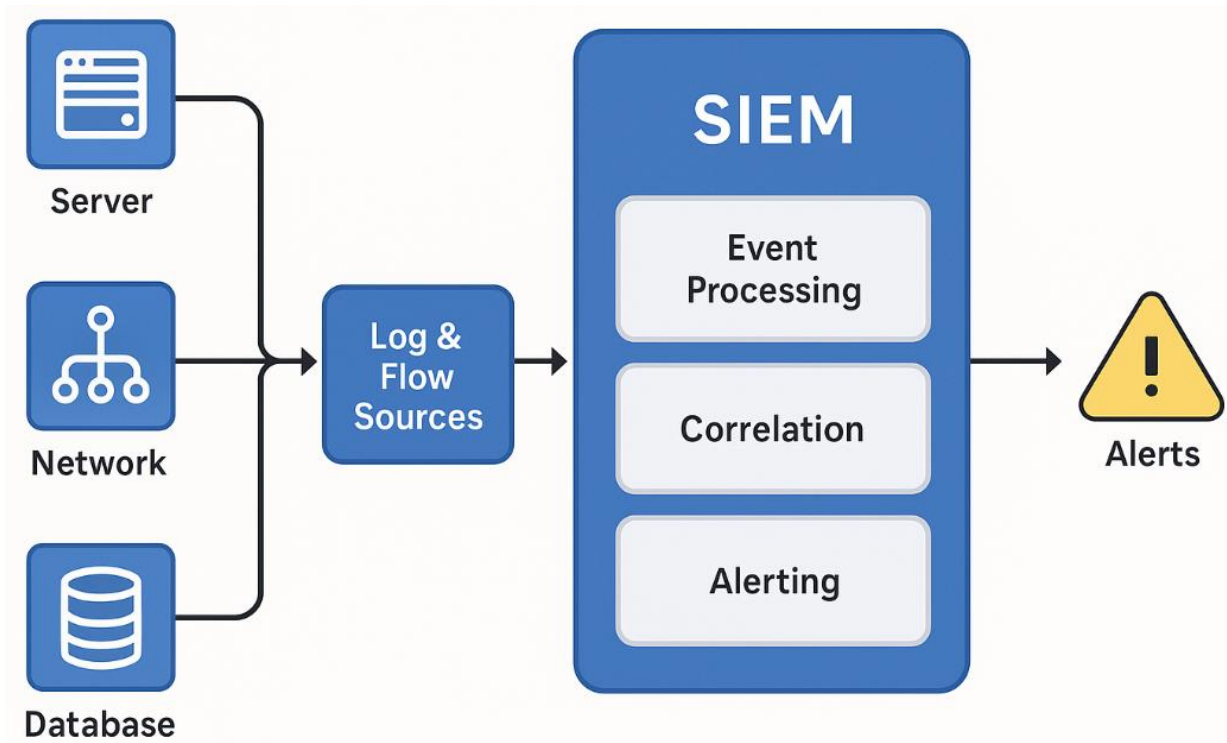 Server
Network
Database
Log &
Flow
Sources
SIEM
Event
Processing
Correlation
Alerting
Alerts